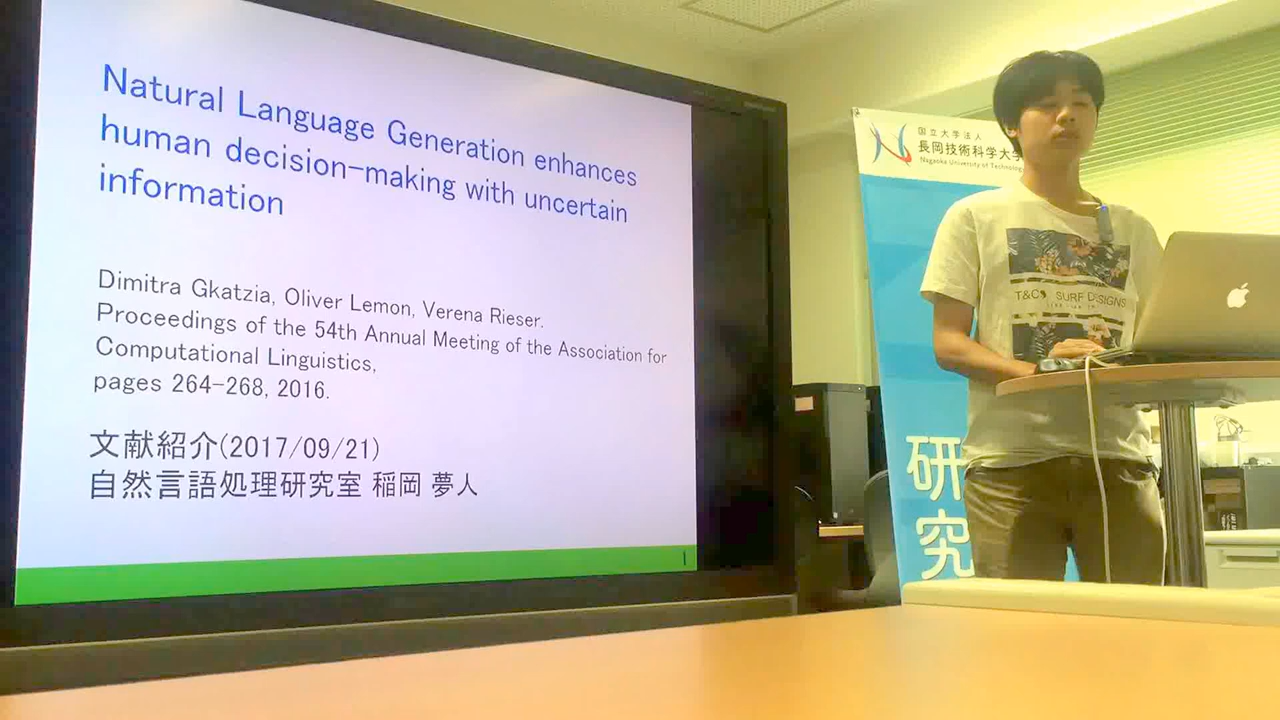 Natural Language Generation enhances
human decision-making with uncertain
information
Dimitra Gkatzia, Oliver Lemon, Verena Rieser.
Proceedings of the 54th Annual Meeting of the Association for
Computational Linguistics,
pages 264-268, 2016.
文献紹介(2017/09/21)
自然言語処理研究室 稲岡 夢人
1
国立大学法人
長岡技術科学大学
Nagaoka University of Technology
研究
T&C SURF DESIGNS